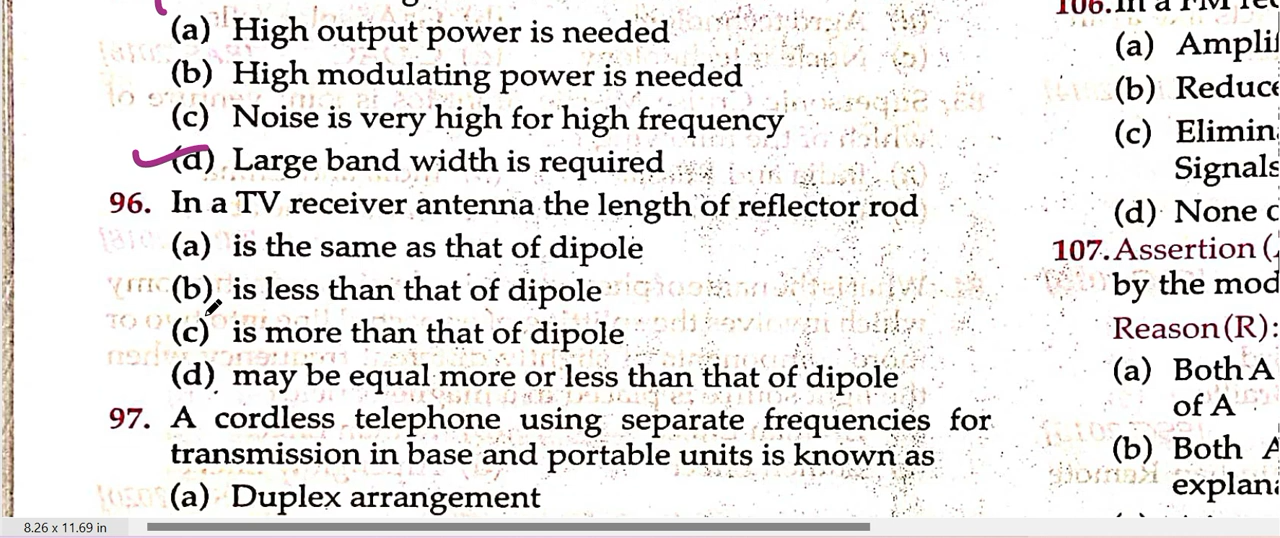 (a) High output power is needed
(b) High modulating power is needed
(c) Noise is very high for high frequency
(d) Large band width is required
96. In a TV receiver antenna the length of reflector rod
(a) is the same as that of dipole
(b) is less than that of dipole
(c) is more than that of dipole
(d) may be equal more or less than that of dipole
97. A cordless telephone using separate frequencies for
transmission in base and portable units is known as
(a) Duplex arrangement
106. In a FM rec
(a) Amplif
(b) Reduce
(c) Elimin
Signals
(d) None o
107. Assertion (
by the mod
Reason (R):
(a) Both A
of A
(b) Both A
explana
8.26 x 11.69 in